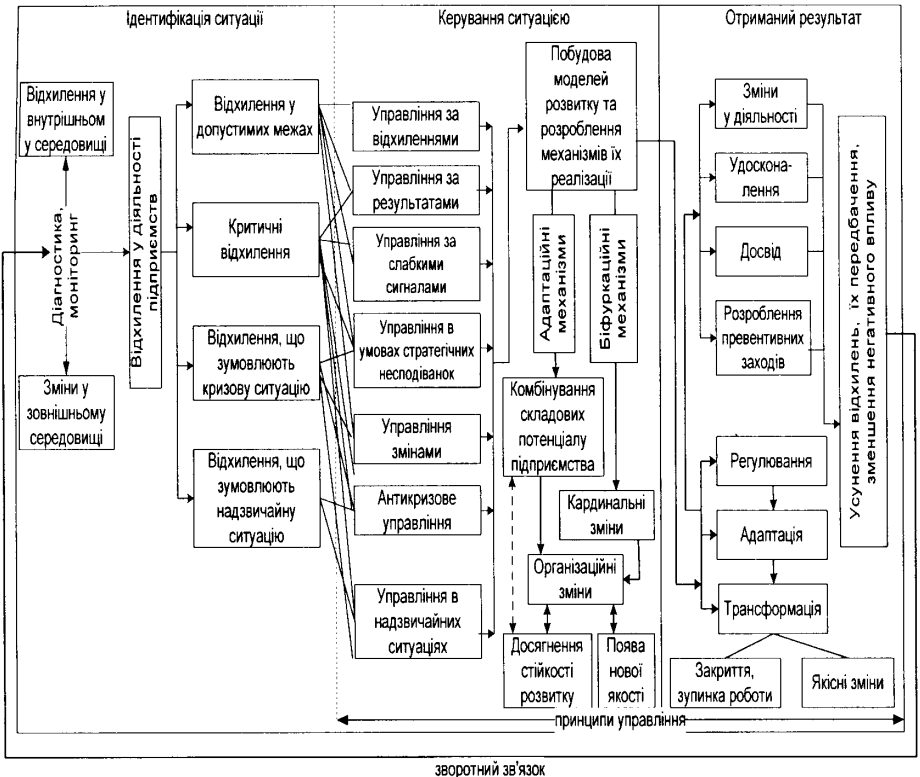 Ідентифікація ситуації
Керування ситуацією
Отриманий результат
Відхилення у
внутрішньом
у середовищі
Діагностика,
моніторинг
Зміни у
зовнішньому
середовищі
Відхилення у діяльності
підприємств
Відхилення у
допустимих межах
Критичні
відхилення
Відхилення, що
зумовлюють
кризову ситуацію
Відхилення, що
зумовлюють
надзвичайну
ситуацію
Управління за
відхиленнями
Управління за
результатами
Управління за
слабкими
сигналами
Управління в
умовах стратегічних
несподіванок
Управління
змінами
Антикризове
управління
Управління в
надзвичайних
ситуаціях
Побудова
моделей
розвитку та
розроблення
механізмів їх
реалізації
Адаптаційні
механізми
Біфуркаційні
механізми
Комбінування
складових
потенціалу
підприємства
Кардинальні
зміни
Організаційні
зміни
Досягнення
стійкості
розвитку
Поява
нової
якості
Зміни
у діяльності
Удоскона-
лення
Досвід
Розроблення
превентивних
заходів
Регулювання
Адаптація
Трансформація
Закриття,
зупинка роботи
Якісні зміни
Усунення відхилень, їх передбачення,
зменшення негативного впливу
принципи управління
зворотний зв'язок